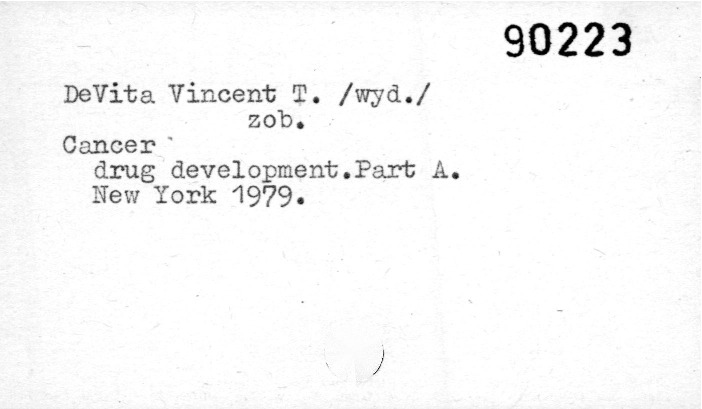 90223
DeVita Vincent T. /wyd./
zob.
Cancer
drug development.Part A.
New York 1979.